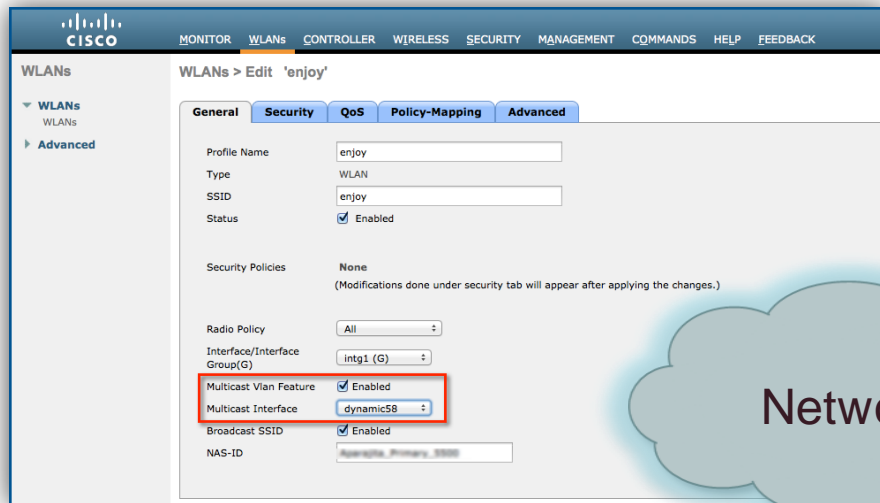 CISCO
MONITOR WLANs CONTROLLER WIRELESS SECURITY MANAGEMENT COMMANDS HELP FEEDBACK
WLANs
WLANs > Edit 'enjoy'
WLANs
WLANs
Advanced
General Security QoS Policy-Mapping Advanced
Profile Name enjoy
Type WLAN
SSID enjoy
Status Enabled
Security Policies None
(Modifications done under security tab will appear after applying the changes.)
Radio Policy All
Interface/Interface
Group(G) intg1 (G)
Multicast Vlan Feature Enabled
Multicast Interface dynamic58
Broadcast SSID Enabled
NAS-ID